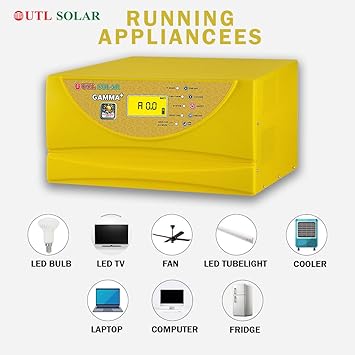 UTL SOLAR
RUNNING
APPLIANCEES
UTL SOLAR
GAMMA+
A 0.0
LED BULB
LED TV
FAN
LED TUBELIGHT
COOLER
LAPTOP
COMPUTER
FRIDGE